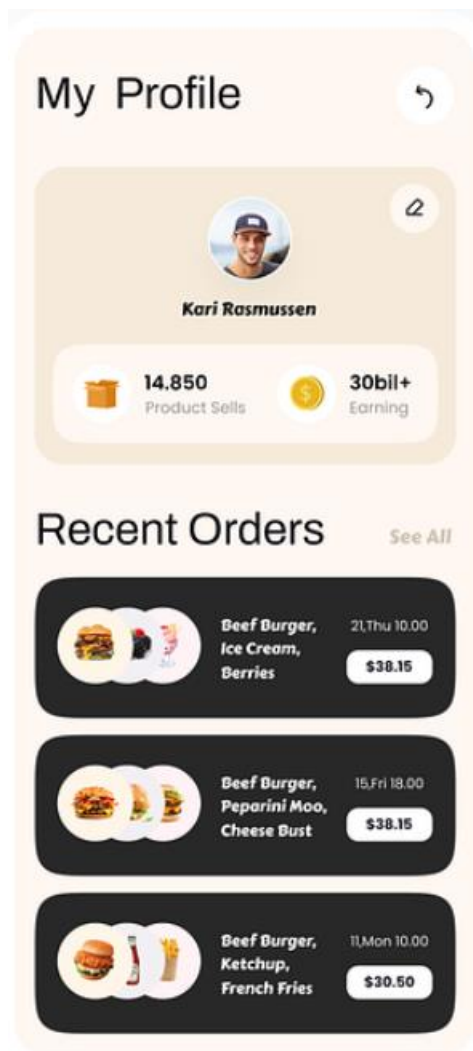 My Profile
Kari Rasmussen
14.850
Product Sells
30bil+
Earning
Recent Orders
See All
Beef Burger,
Ice Cream,
Berries
21,Thu 10.00
$38.15
Beef Burger,
Peparini Moo,
Cheese Bust
15,Fri 18.00
$38.15
Beef Burger,
Ketchup,
French Fries
11,Mon 10.00
$30.50